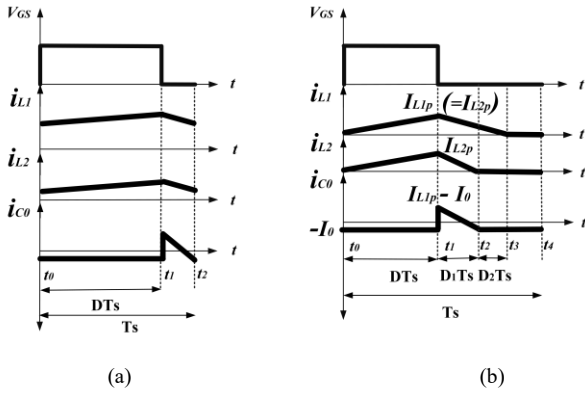 VGS
t
iL1
t
iL2
t
iC0
t
t0
t1
t2
DTs
Ts
(a)
VGS
t
iL1
IL1p (=IL2p)
t
iL2
IL2p
t
iC0
IL1p - I0
-I0
t
t0
t1
t2
t3
t4
DTs
D1Ts
D2Ts
Ts
(b)